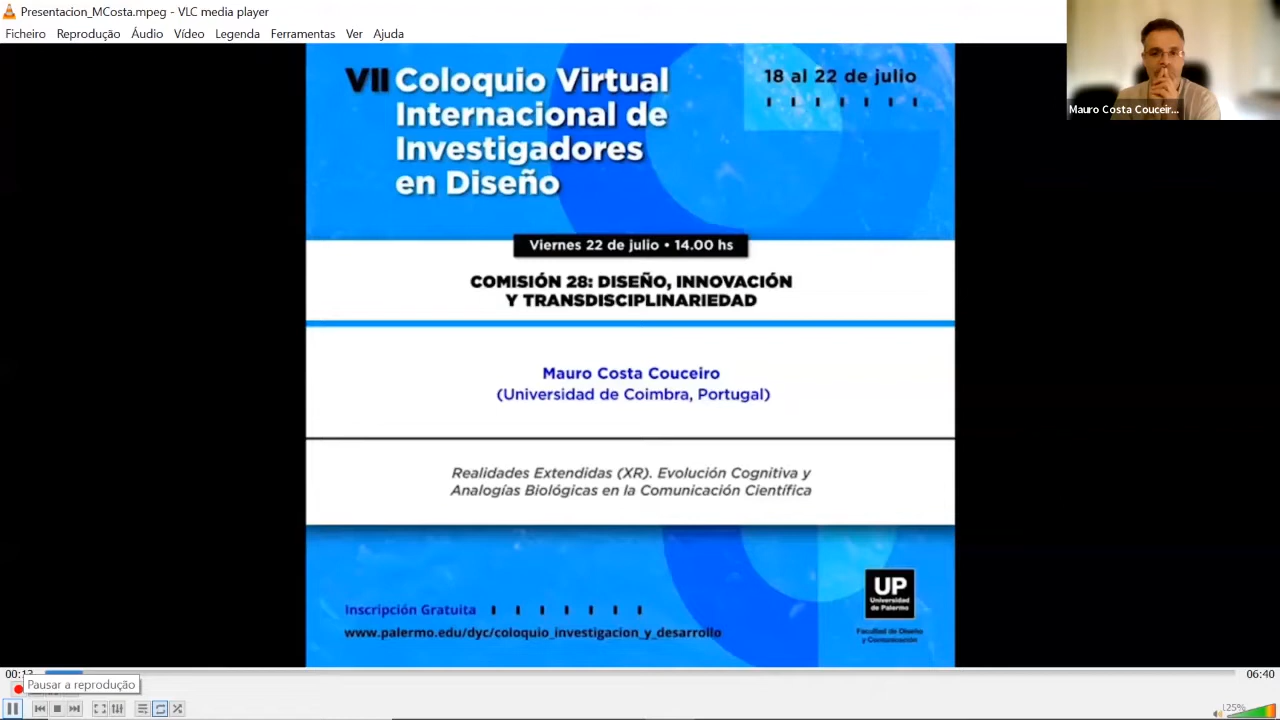 Presentacion_MCosta.mpeg - VLC media player
Ficheiro Reprodução Áudio Vídeo Legenda Ferramentas Ver Ajuda
Mauro Costa Couceir...
VII Coloquio Virtual
Internacional de
Investigadores
en Diseño
18 al 22 de julio
Viernes 22 de julio • 14.00 hs
COMISIÓN 28: DISEÑO, INNOVACIÓN
Y TRANSDISCIPLINARIEDAD
Mauro Costa Couceiro
(Universidad de Coimbra, Portugal)
Realidades Extendidas (XR). Evolución Cognitiva y
Analogías Biológicas en la Comunicación Científica
Inscripción Gratuita
www.palermo.edu/dyc/coloquio_investigacion_y_desarrollo
UP
Universidad
de Palermo
Facultad de Diseño
y Comunicación
06:40
Pausar a reprodução
125%